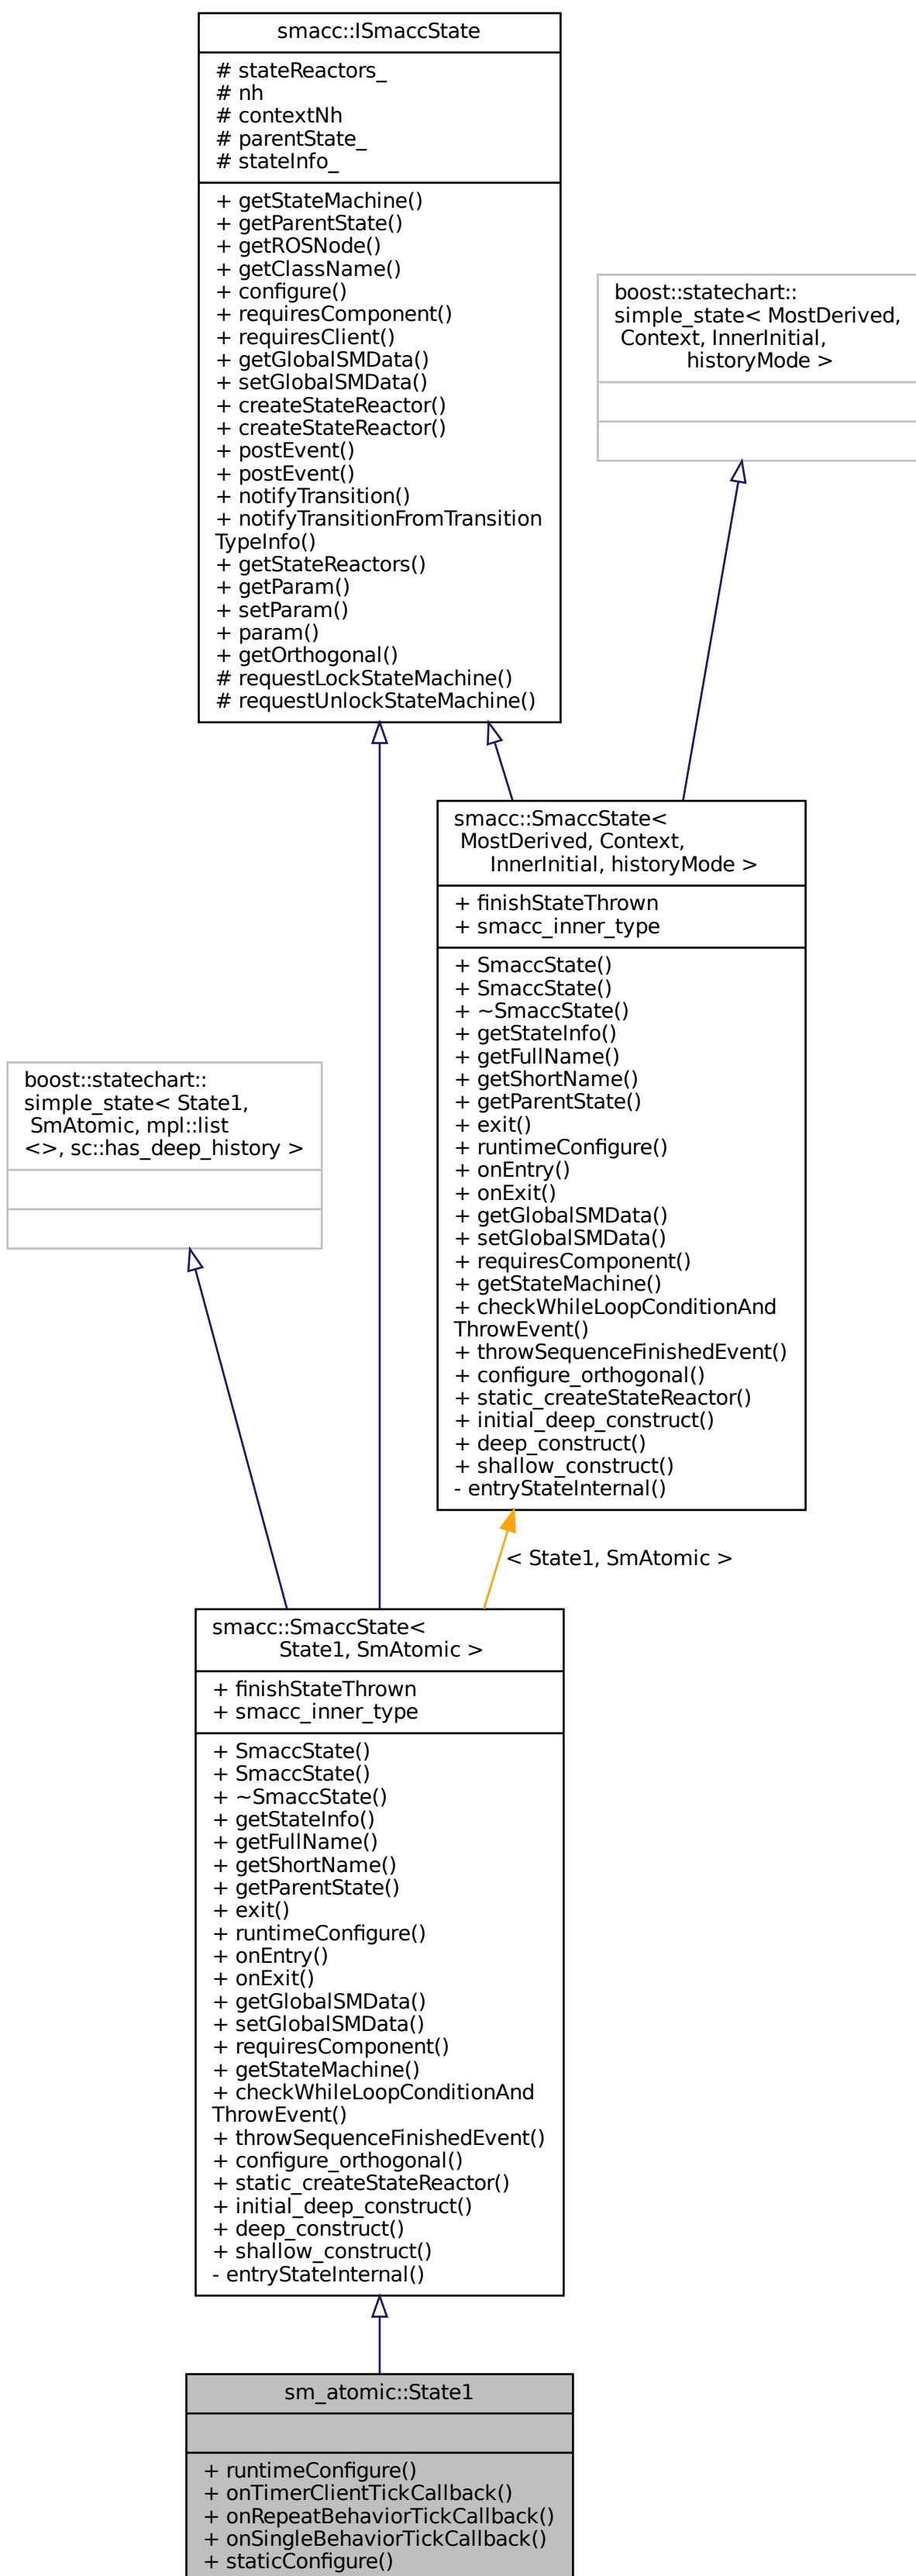 smacc::ISmaccState
# stateReactors_
# nh
# contextNh
# parentState_
# stateInfo_
+ getStateMachine()
+ getParentState()
+ getROSNode()
+ getClassName()
+ configure()
+ requiresComponent()
+ requiresClient()
+ getGlobalSMData()
+ setGlobalSMData()
+ createStateReactor()
+ createStateReactor()
+ postEvent()
+ postEvent()
+ notifyTransition()
+ notifyTransitionFromTransition
TypeInfo()
+ getStateReactors()
+ getParam()
+ setParam()
+ param()
+ getOrthogonal()
# requestLockStateMachine()
# requestUnlockStateMachine()
boost::statechart::
simple_state< MostDerived,
Context, InnerInitial,
historyMode >
smacc::SmaccState<
MostDerived, Context,
InnerInitial, historyMode >
+ finishStateThrown
+ smacc_inner_type
+ SmaccState()
+ SmaccState()
+ ~SmaccState()
+ getStateInfo()
+ getFullName()
+ getShortName()
+ getParentState()
+ exit()
+ runtimeConfigure()
+ onEntry()
+ onExit()
+ getGlobalSMData()
+ setGlobalSMData()
+ requiresComponent()
+ getStateMachine()
+ checkWhileLoopConditionAnd
ThrowEvent()
+ throwSequenceFinishedEvent()
+ configure_orthogonal()
+ static_createStateReactor()
+ initial_deep_construct()
+ deep_construct()
+ shallow_construct()
- entryStateInternal()
boost::statechart::
simple_state< State1,
SmAtomic, mpl::list
<>, sc::has_deep_history >
< State1, SmAtomic >
smacc::SmaccState<
State1, SmAtomic >
+ finishStateThrown
+ smacc_inner_type
+ SmaccState()
+ SmaccState()
+ ~SmaccState()
+ getStateInfo()
+ getFullName()
+ getShortName()
+ getParentState()
+ exit()
+ runtimeConfigure()
+ onEntry()
+ onExit()
+ getGlobalSMData()
+ setGlobalSMData()
+ requiresComponent()
+ getStateMachine()
+ checkWhileLoopConditionAnd
ThrowEvent()
+ throwSequenceFinishedEvent()
+ configure_orthogonal()
+ static_createStateReactor()
+ initial_deep_construct()
+ deep_construct()
+ shallow_construct()
- entryStateInternal()
sm_atomic::State1
+ runtimeConfigure()
+ onTimerClientTickCallback()
+ onRepeatBehaviorTickCallback()
+ onSingleBehaviorTickCallback()
+ staticConfigure()